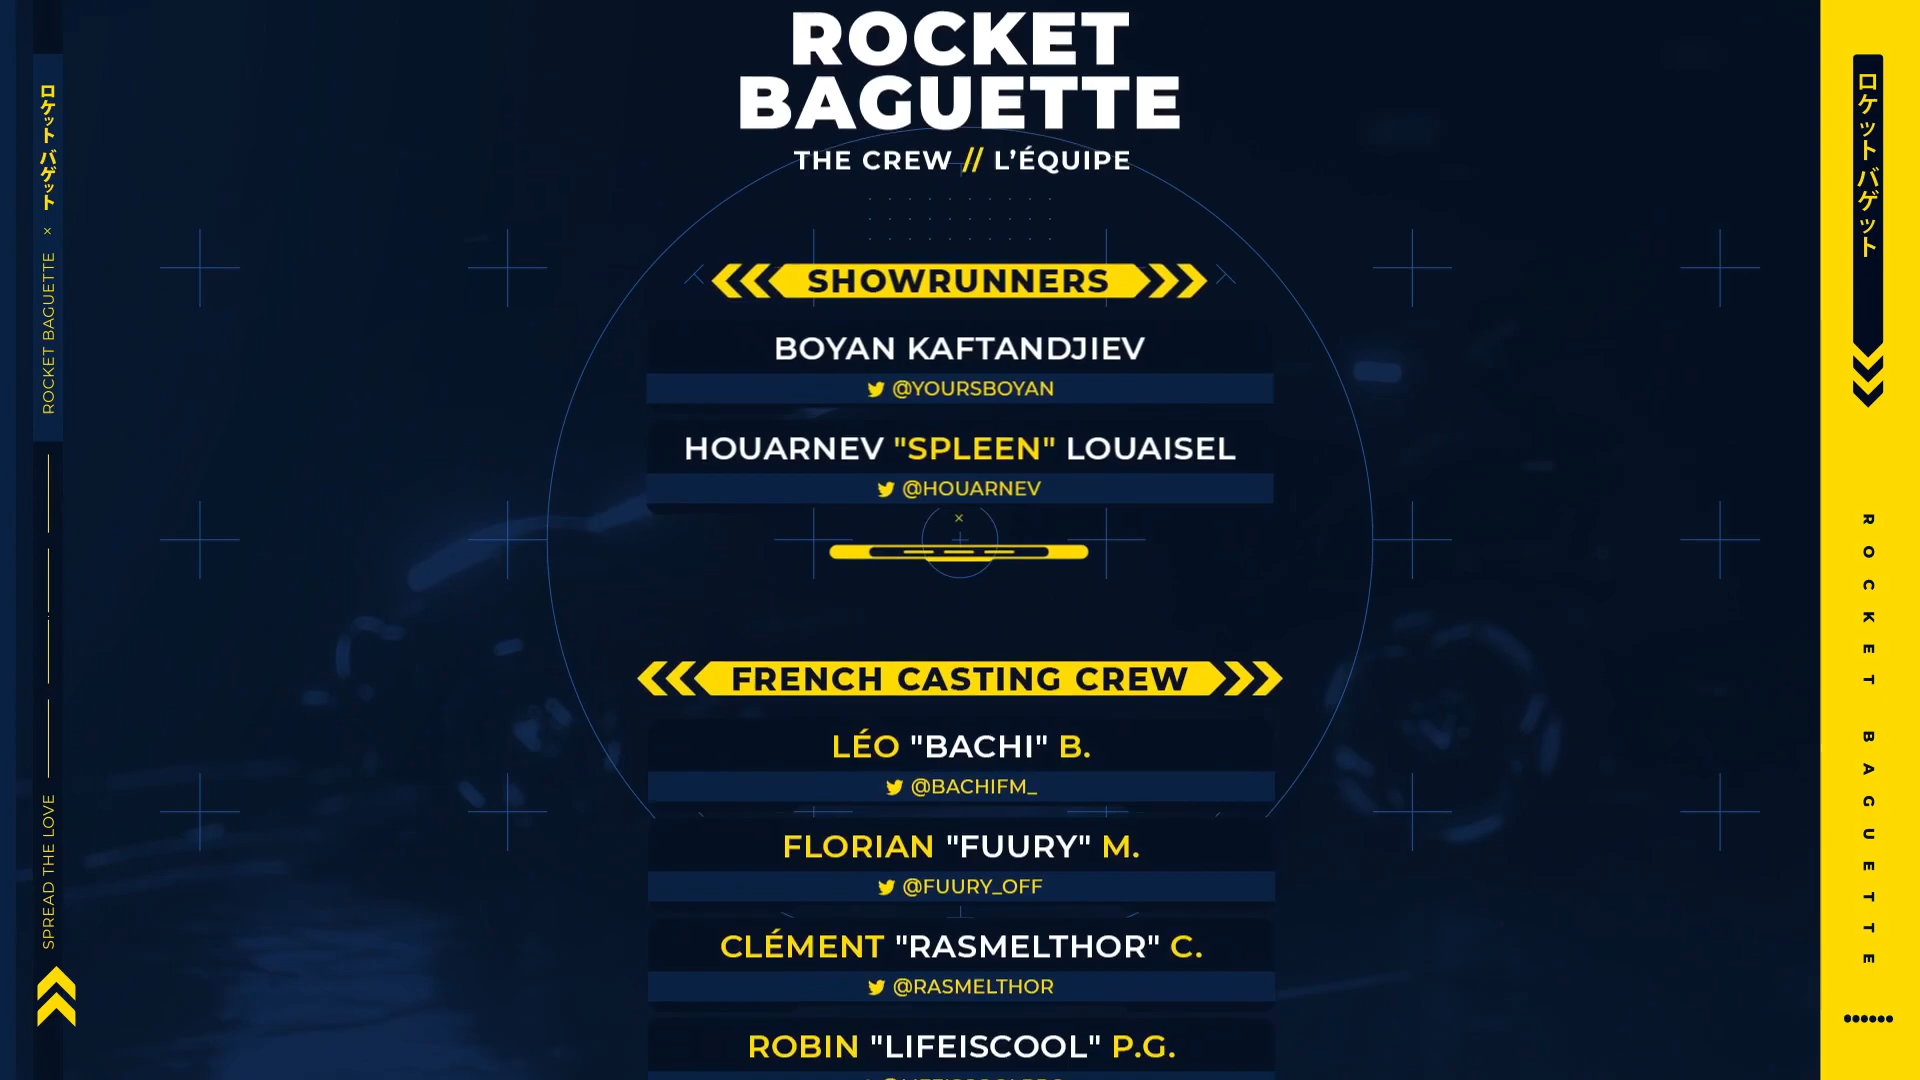 ROCKET
BAGUETTE
THE CREW // L'ÉQUIPE
SHOWRUNNERS
BOYAN KAFTANDJIEV
@YOURSBOYAN
HOUARNEV "SPLEEN" LOUAISEL
@HOUARNEV
FRENCH CASTING CREW
LÉO "BACHI" B.
@BACHIFM_
FLORIAN "FUURY" M.
@FUURY_OFF
CLÉMENT "RASMELTHOR" C.
@RASMELTHOR
ROBIN "LIFEISCOOL" P.G.
ロケット バゲット × ROCKET BAGUETTE
SPREAD THE LOVE
ロケット バゲット
ROCKET BAGUETTE